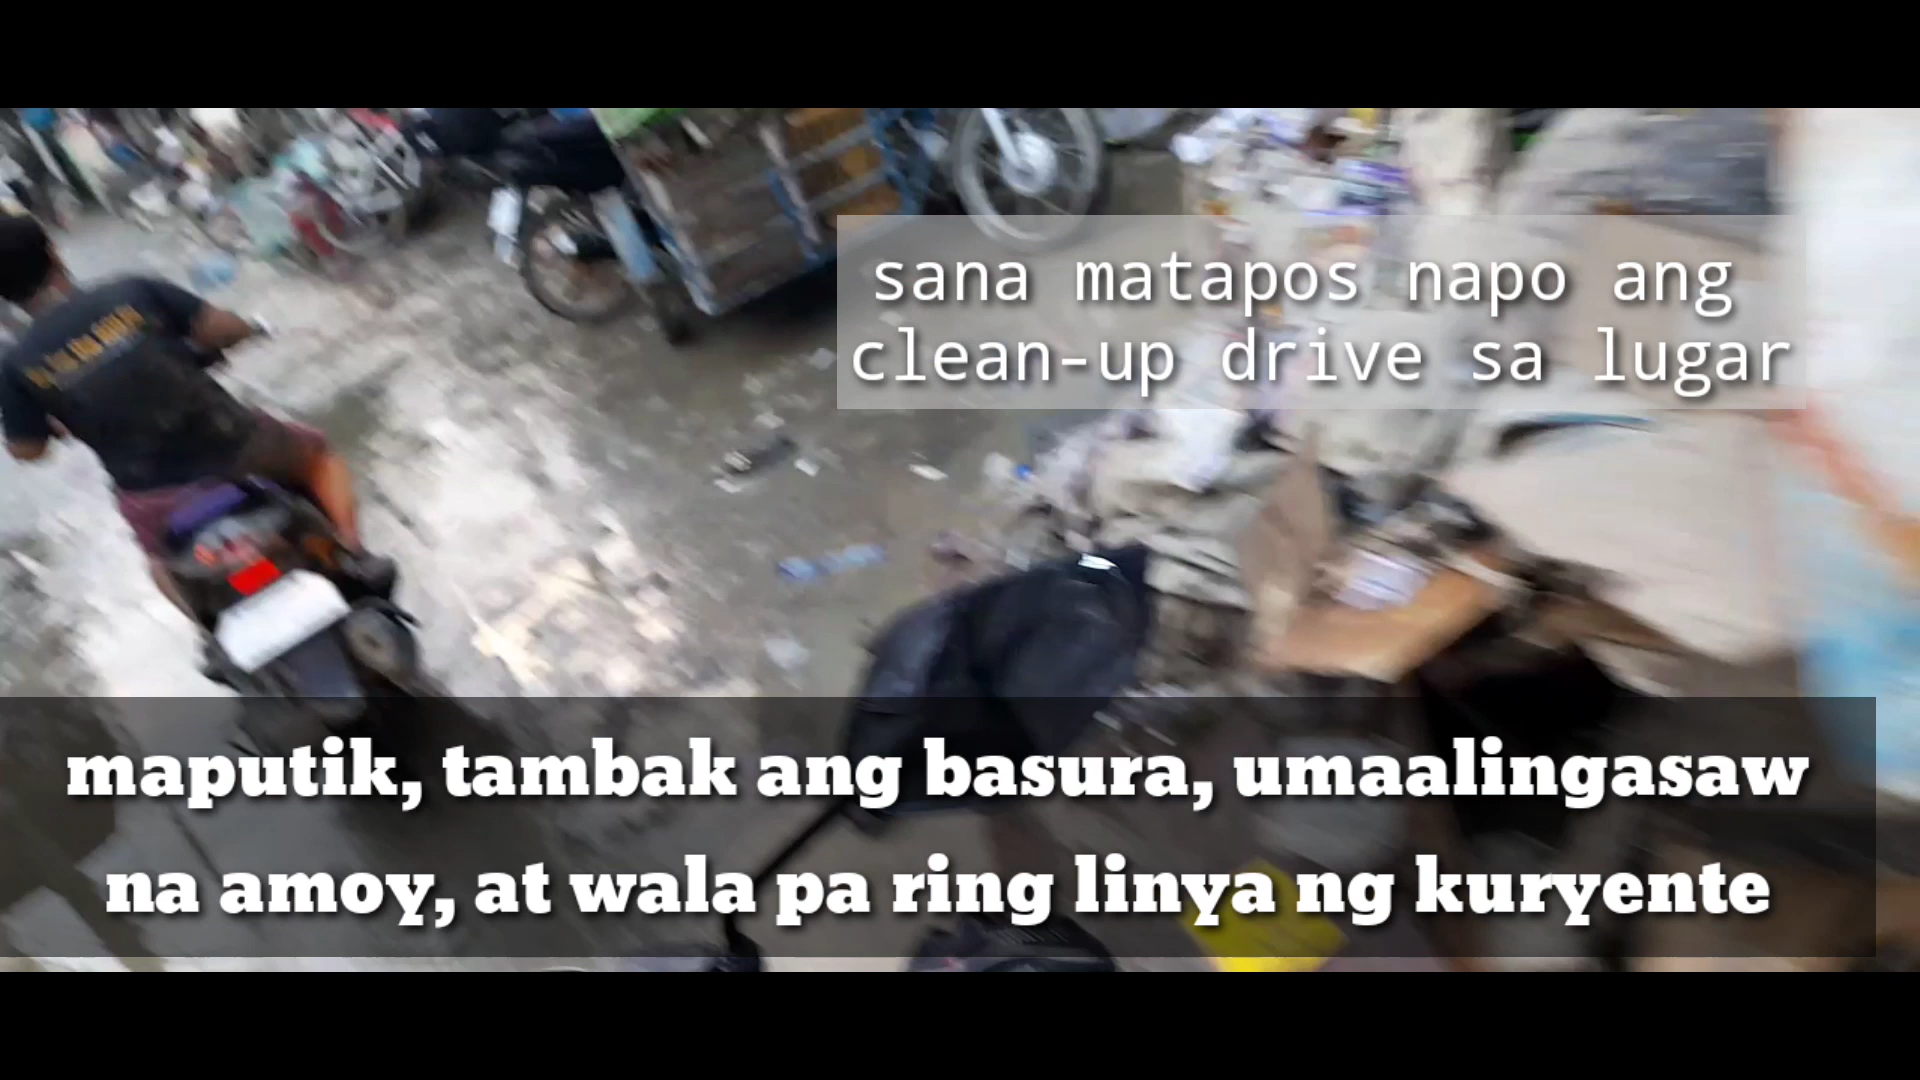 sana matapos napo ang
clean-up drive sa lugar
maputik, tambak ang basura, umaalingasaw
na amoy, at wala pa ring linya ng kuryente